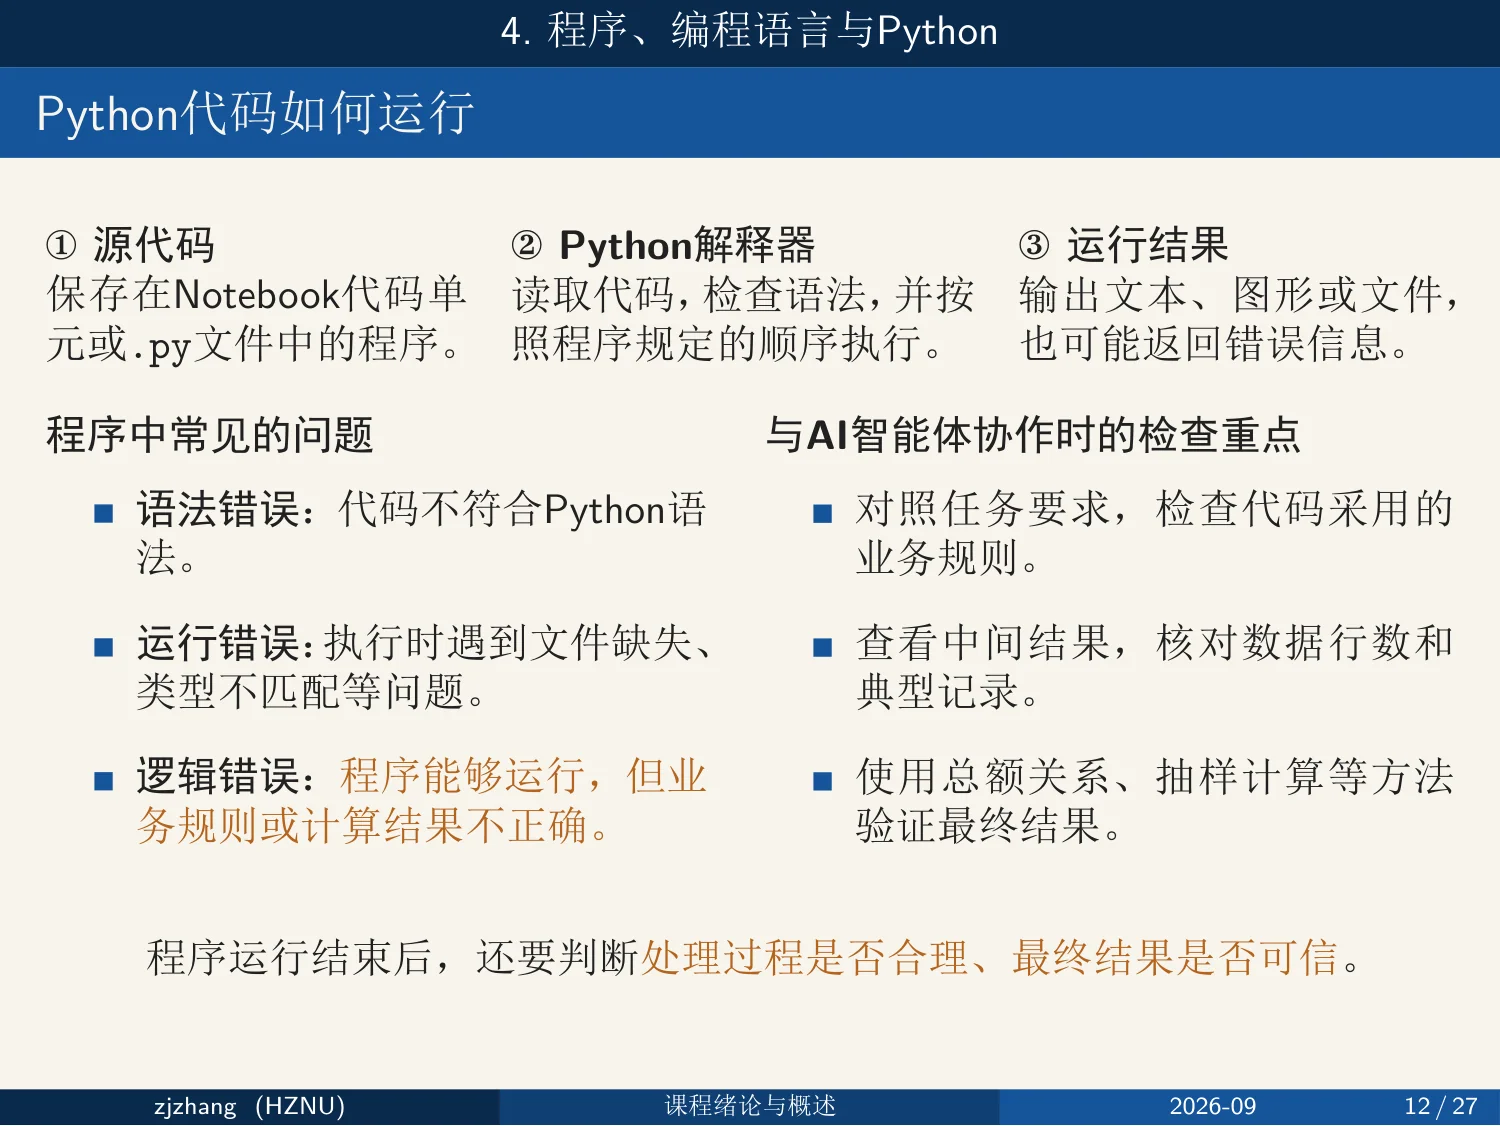 4. 程序、编程语言与Python
Python代码如何运行
① 源代码
保存在Notebook代码单
元或.py文件中的程序。
② Python解释器
读取代码，检查语法，并按
照程序规定的顺序执行。
③ 运行结果
输出文本、图形或文件，
也可能返回错误信息。
程序中常见的问题
■ 语法错误：代码不符合Python语
法。
■ 运行错误：执行时遇到文件缺失、
类型不匹配等问题。
■ 逻辑错误：程序能够运行，但业
务规则或计算结果不正确。
与AI智能体协作时的检查重点
■ 对照任务要求，检查代码采用的
业务规则。
■ 查看中间结果，核对数据行数和
典型记录。
■ 使用总额关系、抽样计算等方法
验证最终结果。
程序运行结束后，还要判断处理过程是否合理、最终结果是否可信。
zjzhang (HZNU)
课程绪论与概述
2026-09
12 / 27